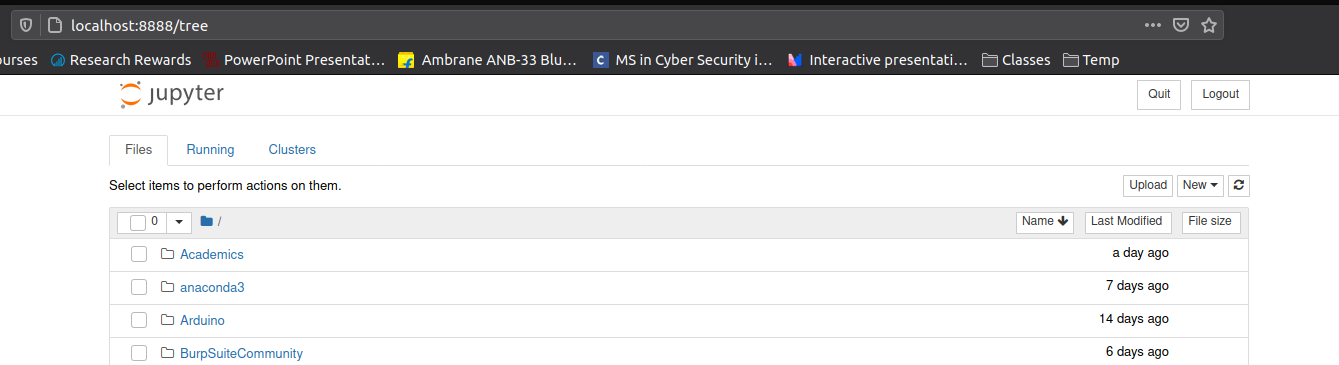 localhost:8888/tree
ourses Research Rewards PowerPoint Presentat… Ambrane ANB-33 Blu… MS in Cyber Security i… Interactive presentati… Classes Temp
jupyter Quit Logout
Files Running Clusters
Select items to perform actions on them. Upload New
0 / Name Last Modified File size
Academics a day ago
anaconda3 7 days ago
Arduino 14 days ago
BurpSuiteCommunity 6 days ago